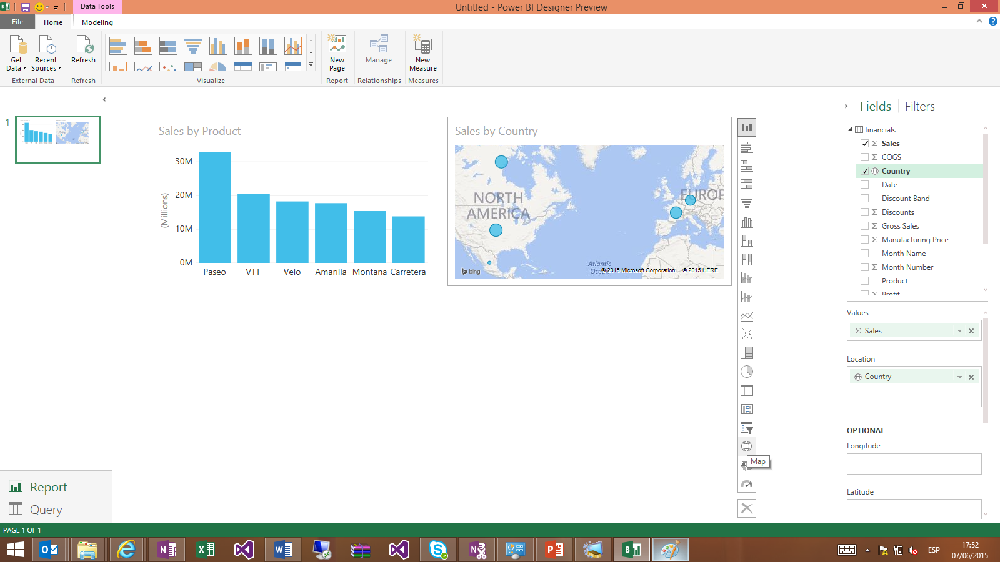 Data Tools
Untitled - Power BI Designer Preview
File
Home
Modeling
Get
Data
Recent
Sources
Refresh
New
Page
Manage
New
Measure
External Data
Refresh
Visualize
Report
Relationships
Measures
1
Sales by Product
30M
20M
10M
0M
(Millions)
Paseo
VTT
Velo
Amarilla
Montana
Carretera
Sales by Country
NORTH
AMERICA
EUROP
Atlantic
bing
© 2015 Microsoft Corporation
© 2015 HERE
Map
Fields
Filters
financials
Sales
COGS
Country
Date
Discount Band
Discounts
Gross Sales
Manufacturing Price
Month Name
Month Number
Product
Profit
Values
Sales
Location
Country
OPTIONAL
Longitude
Latitude
Report
Query
PAGE 1 OF 1
ESP
17:52
07/06/2015